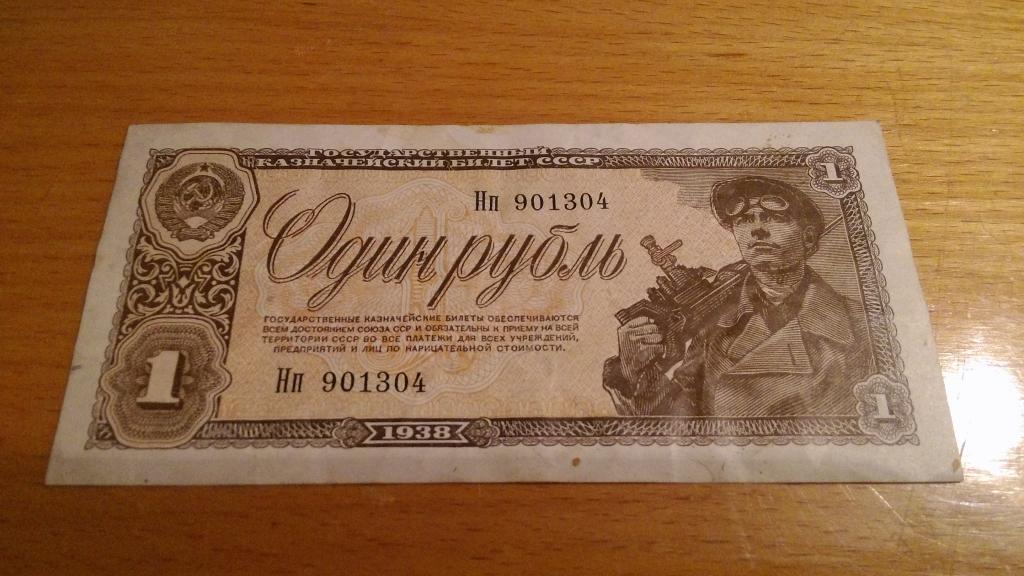 ГОСУДАРСТВЕННЫЙ
КАЗНАЧЕЙСКИЙ БИЛЕТ СССР
1
Нп 901304
Один рубль
ГОСУДАРСТВЕННЫЕ КАЗНАЧЕЙСКИЕ БИЛЕТЫ ОБЕСПЕЧИВАЮТСЯ
ВСЕМ ДОСТОЯНИЕМ СОЮЗА ССР И ОБЯЗАТЕЛЬНЫ К ПРИЕМУ НА ВСЕЙ
ТЕРРИТОРИИ СССР ВО ВСЕ ПЛАТЕЖИ ДЛЯ ВСЕХ УЧРЕЖДЕНИЙ,
ПРЕДПРИЯТИЙ И ЛИЦ ПО НАРИЦАТЕЛЬНОЙ СТОИМОСТИ.
1
Нп 901304
1
1938